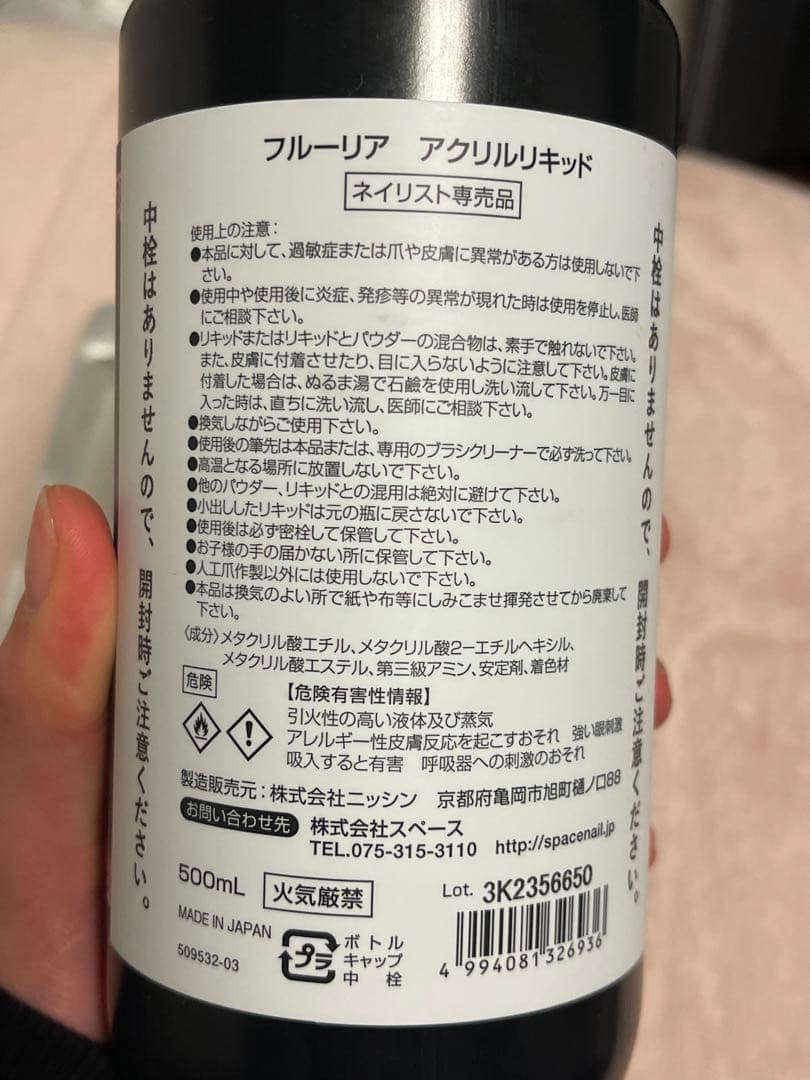 フルーリア アクリルリキッド
ネイリスト専売品
中栓はありませんので、開封時ご注意ください。
使用上の注意：
●本品に対して、過敏症または爪や皮膚に異常がある方は使用しないで下
さい。
●使用中や使用後に炎症、発疹等の異常が現れた時は使用を停止し、医師
にご相談下さい。
●リキッドまたはリキッドとパウダーの混合物は、素手で触れないで下さい。
また、皮膚に付着させたり、目に入らないように注意して下さい。皮膚に
付着した場合は、ぬるま湯で石鹸を使用し洗い流して下さい。万一目に
入った時は、直ちに洗い流し、医師にご相談下さい。
●換気しながらご使用下さい。
●使用後の筆先は本品または、専用のブラシクリーナーで必ず洗って下さい。
●高温となる場所に放置しないで下さい。
●他のパウダー、リキッドとの混用は絶対に避けて下さい。
●小出ししたリキッドは元の瓶に戻さないで下さい。
●使用後は必ず密栓して保管して下さい。
●お子様の手の届かない所に保管して下さい。
●人工爪作製以外には使用しないで下さい。
●本品は換気のよい所で紙や布等にしみこませ揮発させてから廃棄して
下さい。
〈成分〉メタクリル酸エチル、メタクリル酸2ーエチルヘキシル、
メタクリル酸エステル、第三級アミン、安定剤、着色材
危険
【危険有害性情報】
引火性の高い液体及び蒸気
アレルギー性皮膚反応を起こすおそれ 強い眼刺激
吸入すると有害 呼吸器への刺激のおそれ
製造販売元：株式会社ニッシン 京都府亀岡市旭町樋ノ口88
お問い合わせ先 株式会社スペース
TEL.075-315-3110 http://spacenail.jp
500mL 火気厳禁 Lot. 3K2356650
MADE IN JAPAN
509532-03
プラ
ボトル
キャップ
中栓
4 994081 326936
中栓はありませんので、開封時ご注意ください。